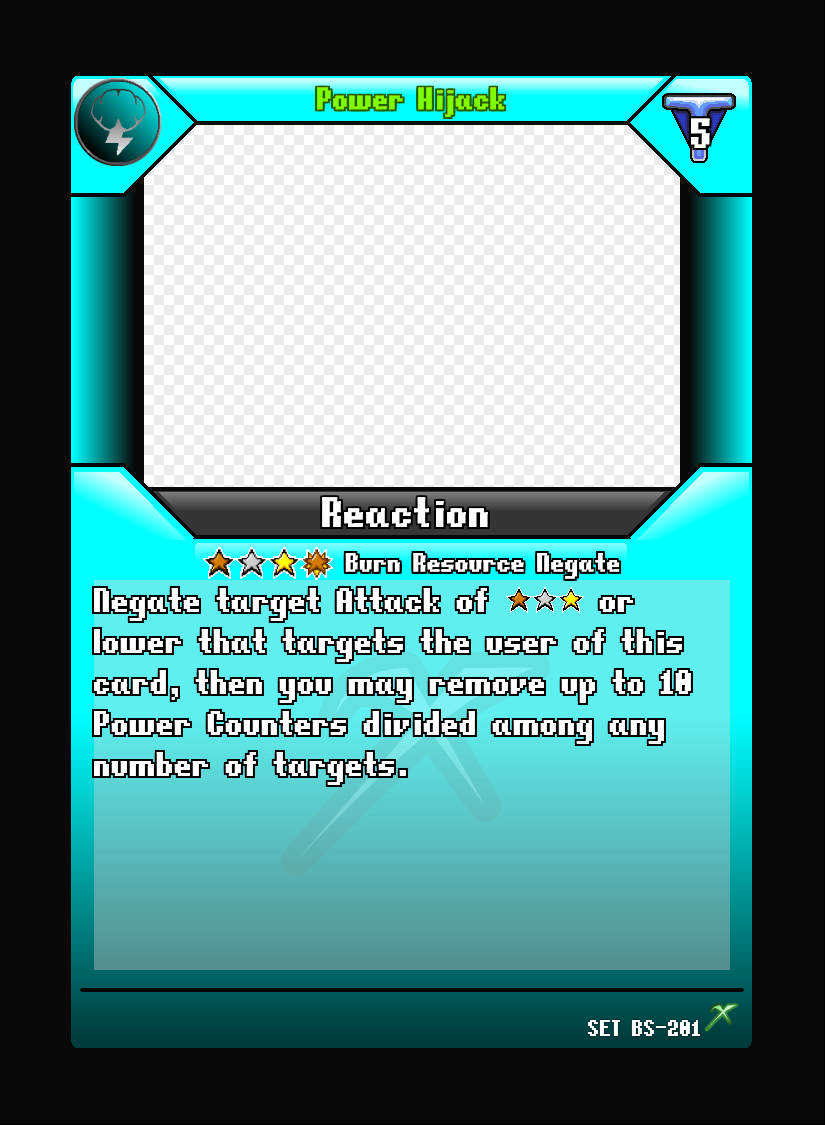 Power Hijack
5
Reaction
Burn Resource Negate
Negate target Attack of ★☆★ or
lower that targets the user of this
card, then you may remove up to 10
Power Counters divided among any
number of targets.
SET BS-201